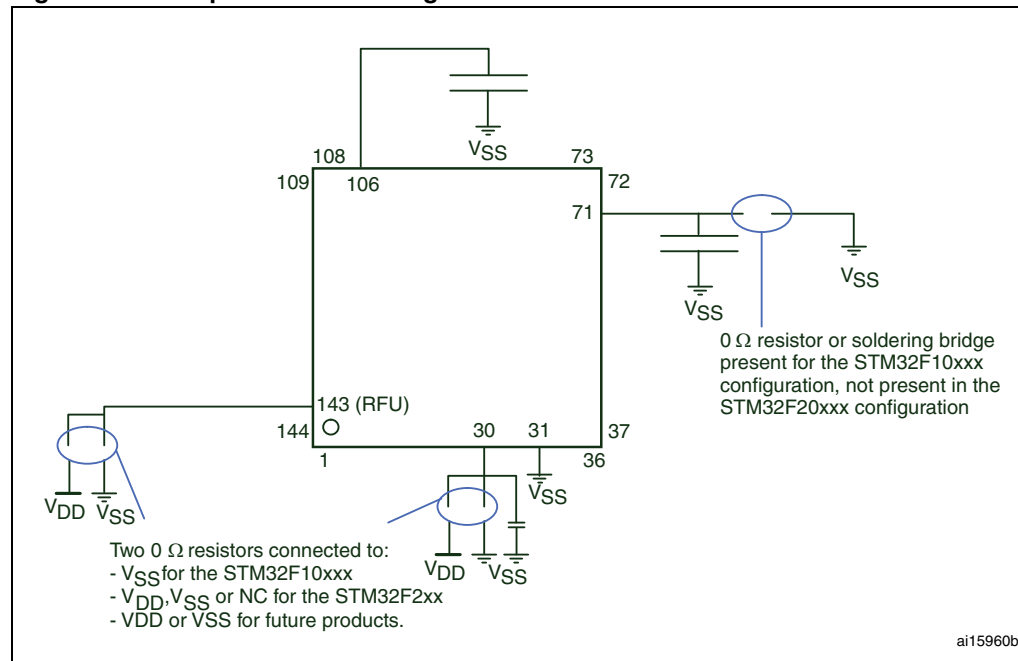 VSS
108
73
109
106
72
71
VSS
VSS
0 Ω resistor or soldering bridge
present for the STM32F10xxx
configuration, not present in the
STM32F20xxx configuration
143 (RFU)
144
30
31
37
1
36
VDD
VSS
VSS
VDD
VSS
Two 0 Ω resistors connected to:
- VSS for the STM32F10xxx
- VDD,VSS or NC for the STM32F2xx
- VDD or VSS for future products.
ai15960b